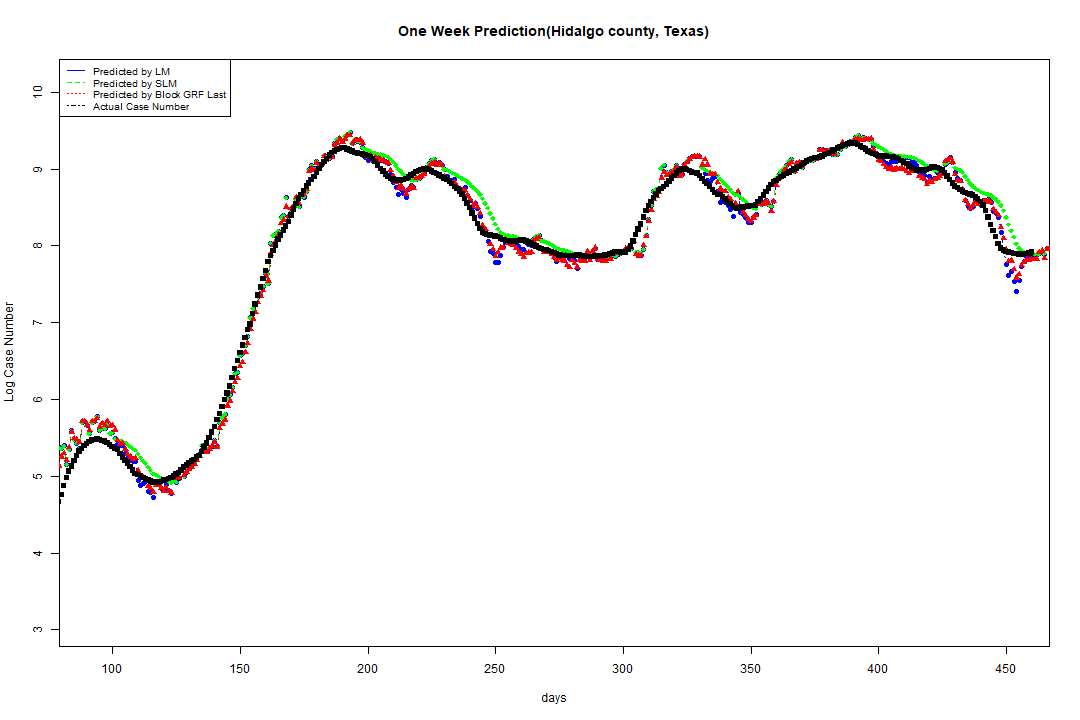 One Week Prediction(Hidalgo county, Texas)
Predicted by LM
Predicted by SLM
Predicted by Block GRF Last
Actual Case Number
10
9
8
7
6
5
4
3
Log Case Number
100 150 200 250 300 350 400 450
days